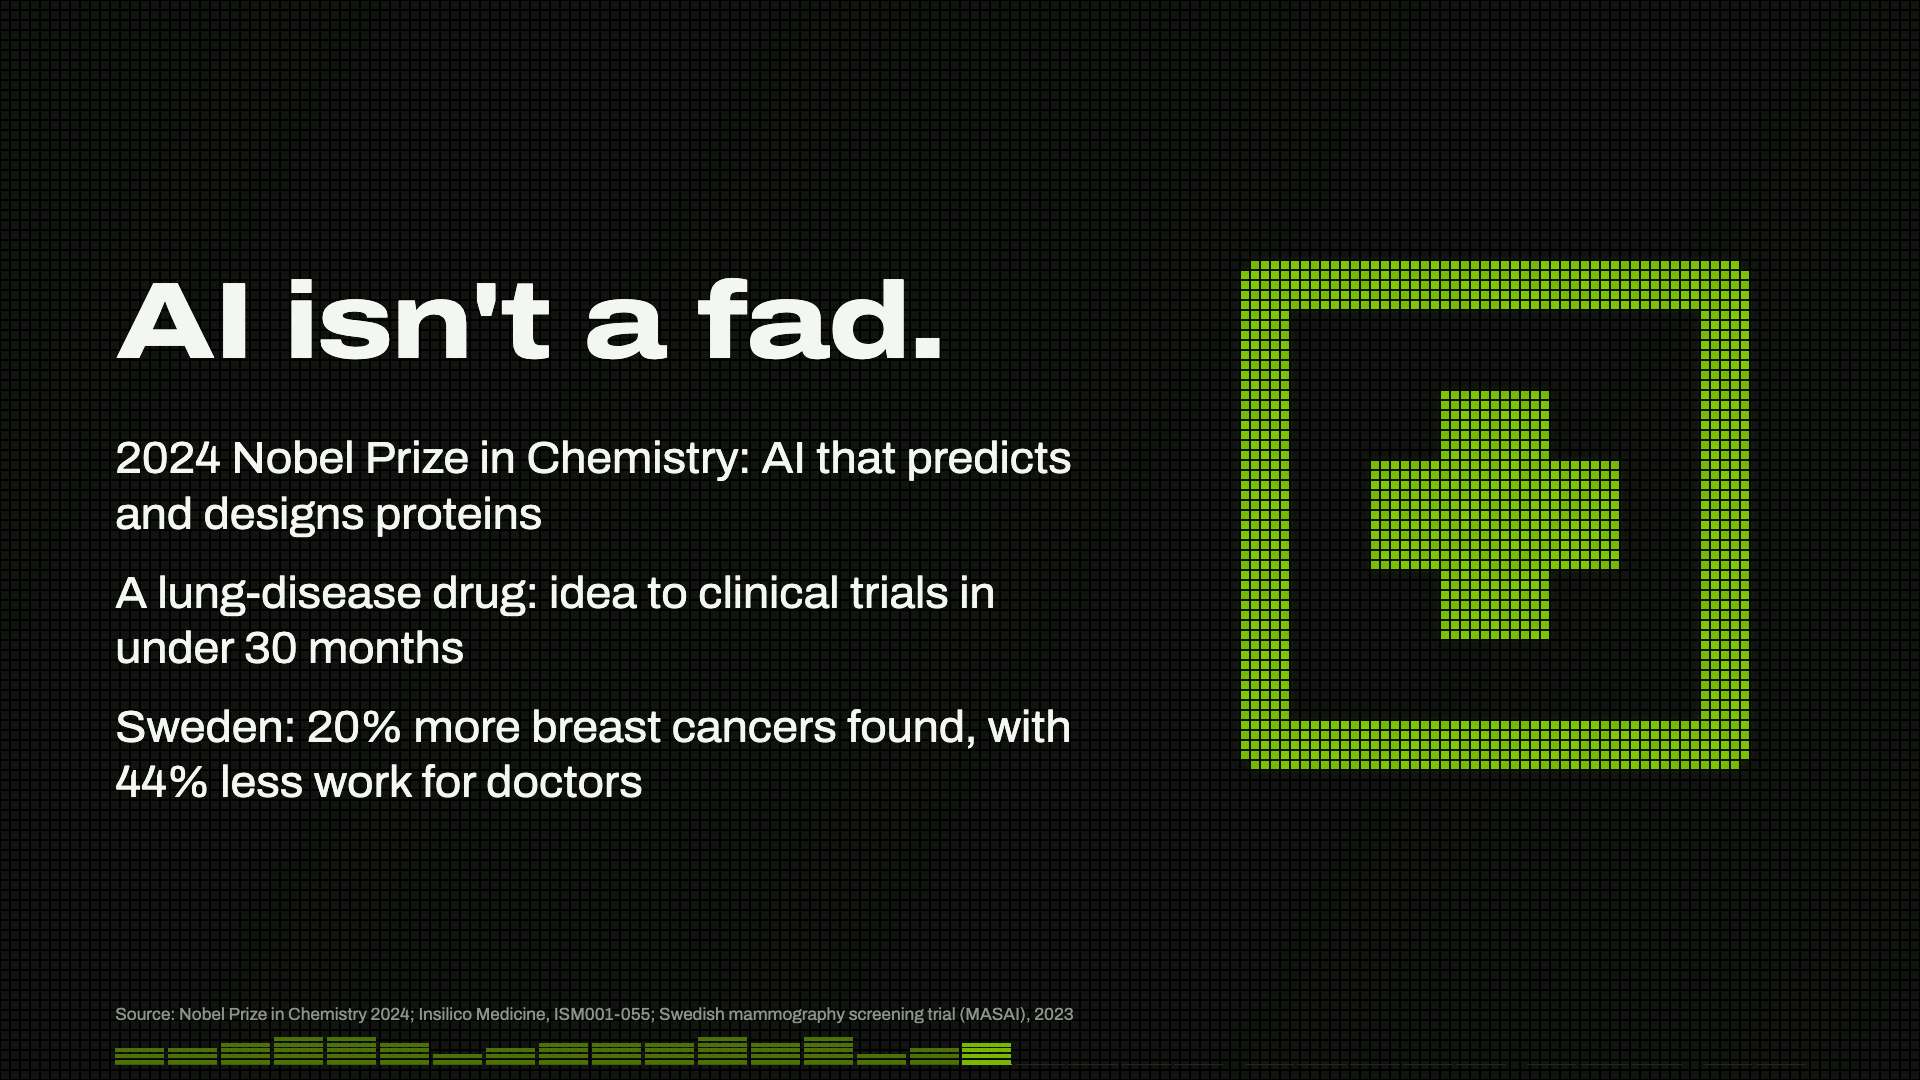 AI isn't a fad.
2024 Nobel Prize in Chemistry: AI that predicts
and designs proteins
A lung-disease drug: idea to clinical trials in
under 30 months
Sweden: 20% more breast cancers found, with
44% less work for doctors
Source: Nobel Prize in Chemistry 2024; Insilico Medicine, ISM001-055; Swedish mammography screening trial (MASAI), 2023